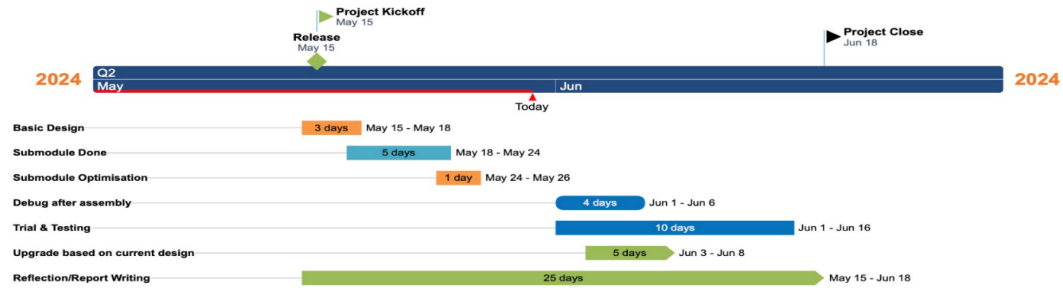 Project Kickoff
May 15
Release
May 15
Project Close
Jun 18
2024
Q2
May
Jun
2024
Today
Basic Design
3 days
May 15 - May 18
Submodule Done
5 days
May 18 - May 24
Submodule Optimisation
1 day
May 24 - May 26
Debug after assembly
4 days
Jun 1 - Jun 6
Trial & Testing
10 days
Jun 1 - Jun 16
Upgrade based on current design
5 days
Jun 3 - Jun 8
Reflection/Report Writing
25 days
May 15 - Jun 18